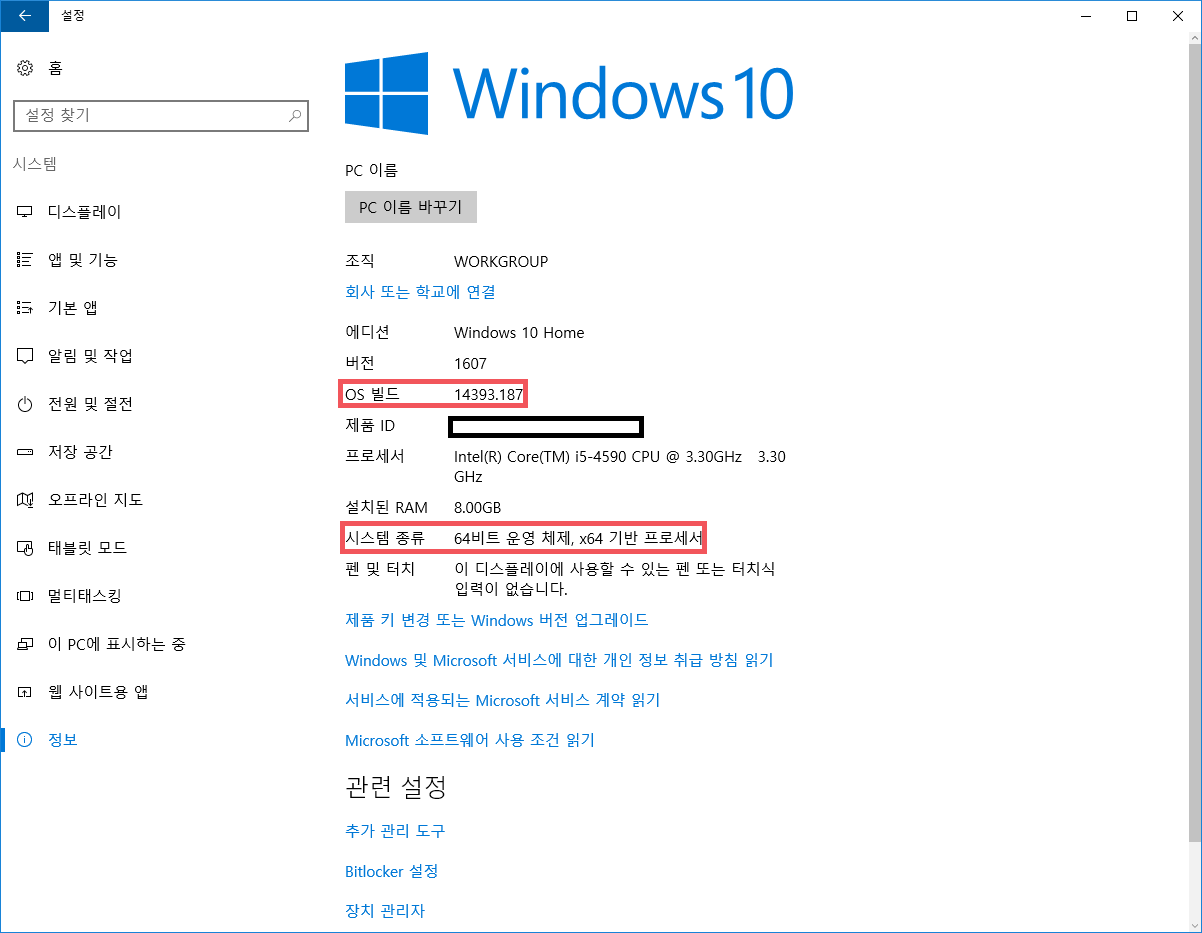 설정
홈
설정 찾기
시스템
디스플레이
앱 및 기능
기본 앱
알림 및 작업
전원 및 절전
저장 공간
오프라인 지도
태블릿 모드
멀티태스킹
이 PC에 표시하는 중
웹 사이트용 앱
정보
Windows 10
PC 이름
PC 이름 바꾸기
조직 WORKGROUP
회사 또는 학교에 연결
에디션 Windows 10 Home
버전 1607
OS 빌드 14393.187
제품 ID
프로세서 Intel(R) Core(TM) i5-4590 CPU @ 3.30GHz 3.30
GHz
설치된 RAM 8.00GB
시스템 종류 64비트 운영 체제, x64 기반 프로세서
펜 및 터치 이 디스플레이에 사용할 수 있는 펜 또는 터치식
입력이 없습니다.
제품 키 변경 또는 Windows 버전 업그레이드
Windows 및 Microsoft 서비스에 대한 개인 정보 취급 방침 읽기
서비스에 적용되는 Microsoft 서비스 계약 읽기
Microsoft 소프트웨어 사용 조건 읽기
관련 설정
추가 관리 도구
Bitlocker 설정
장치 관리자